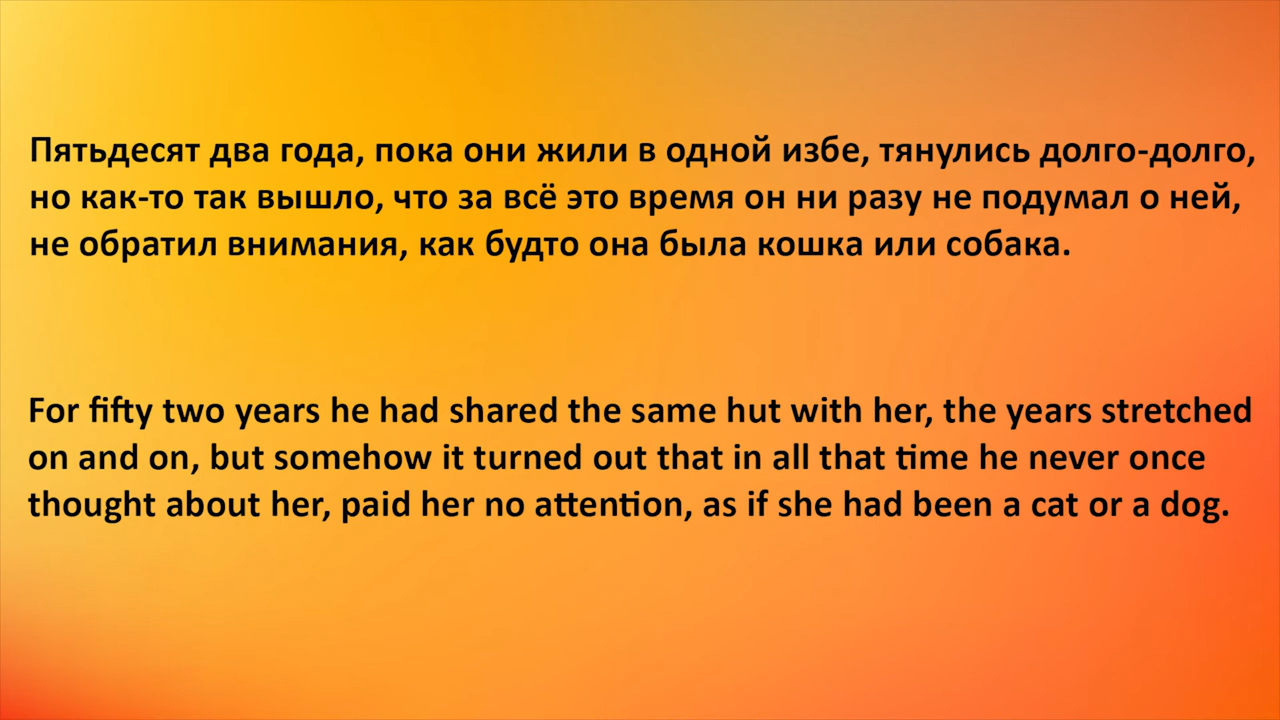 Пятьдесят два года, пока они жили в одной избе, тянулись долго-долго,
но как-то так вышло, что за всё это время он ни разу не подумал о ней,
не обратил внимания, как будто она была кошка или собака.
For fifty two years he had shared the same hut with her, the years stretched
on and on, but somehow it turned out that in all that time he never once
thought about her, paid her no attention, as if she had been a cat or a dog.